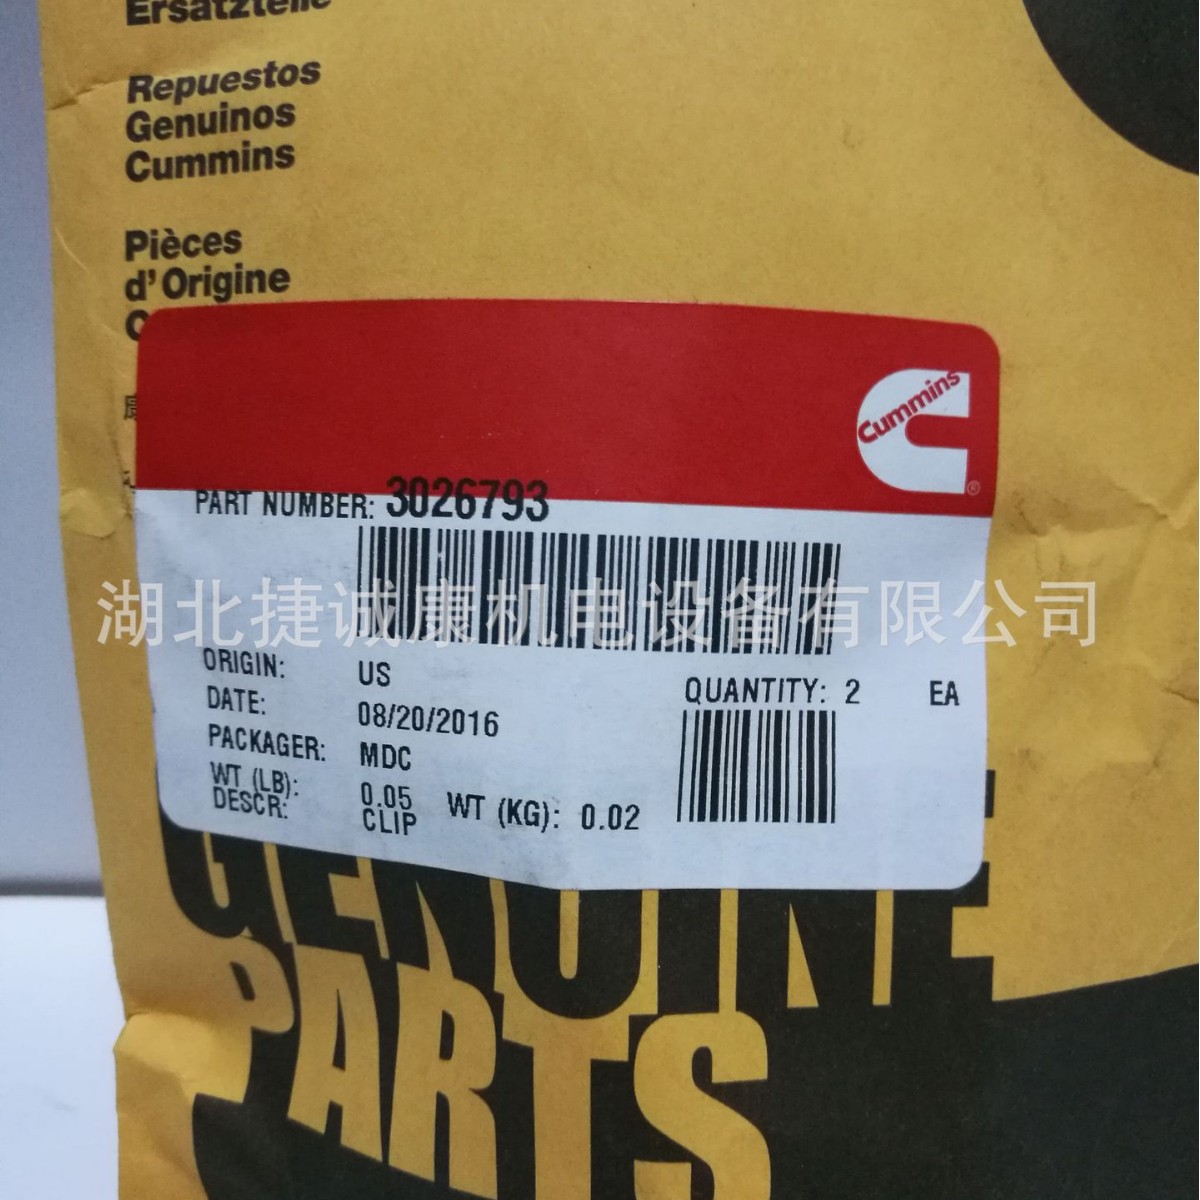 Ersatzteile
Repuestos
Genuinos
Cummins
Pièces
d'Origine
Cummins
®
PART NUMBER: 3026793
湖北捷诚康机电设备有限公司
ORIGIN: US
DATE: 08/20/2016
PACKAGER: MDC
WT (LB): 0.05 WT (KG): 0.02
DESCR: CLIP
QUANTITY: 2 EA
GENUINE
PARTS